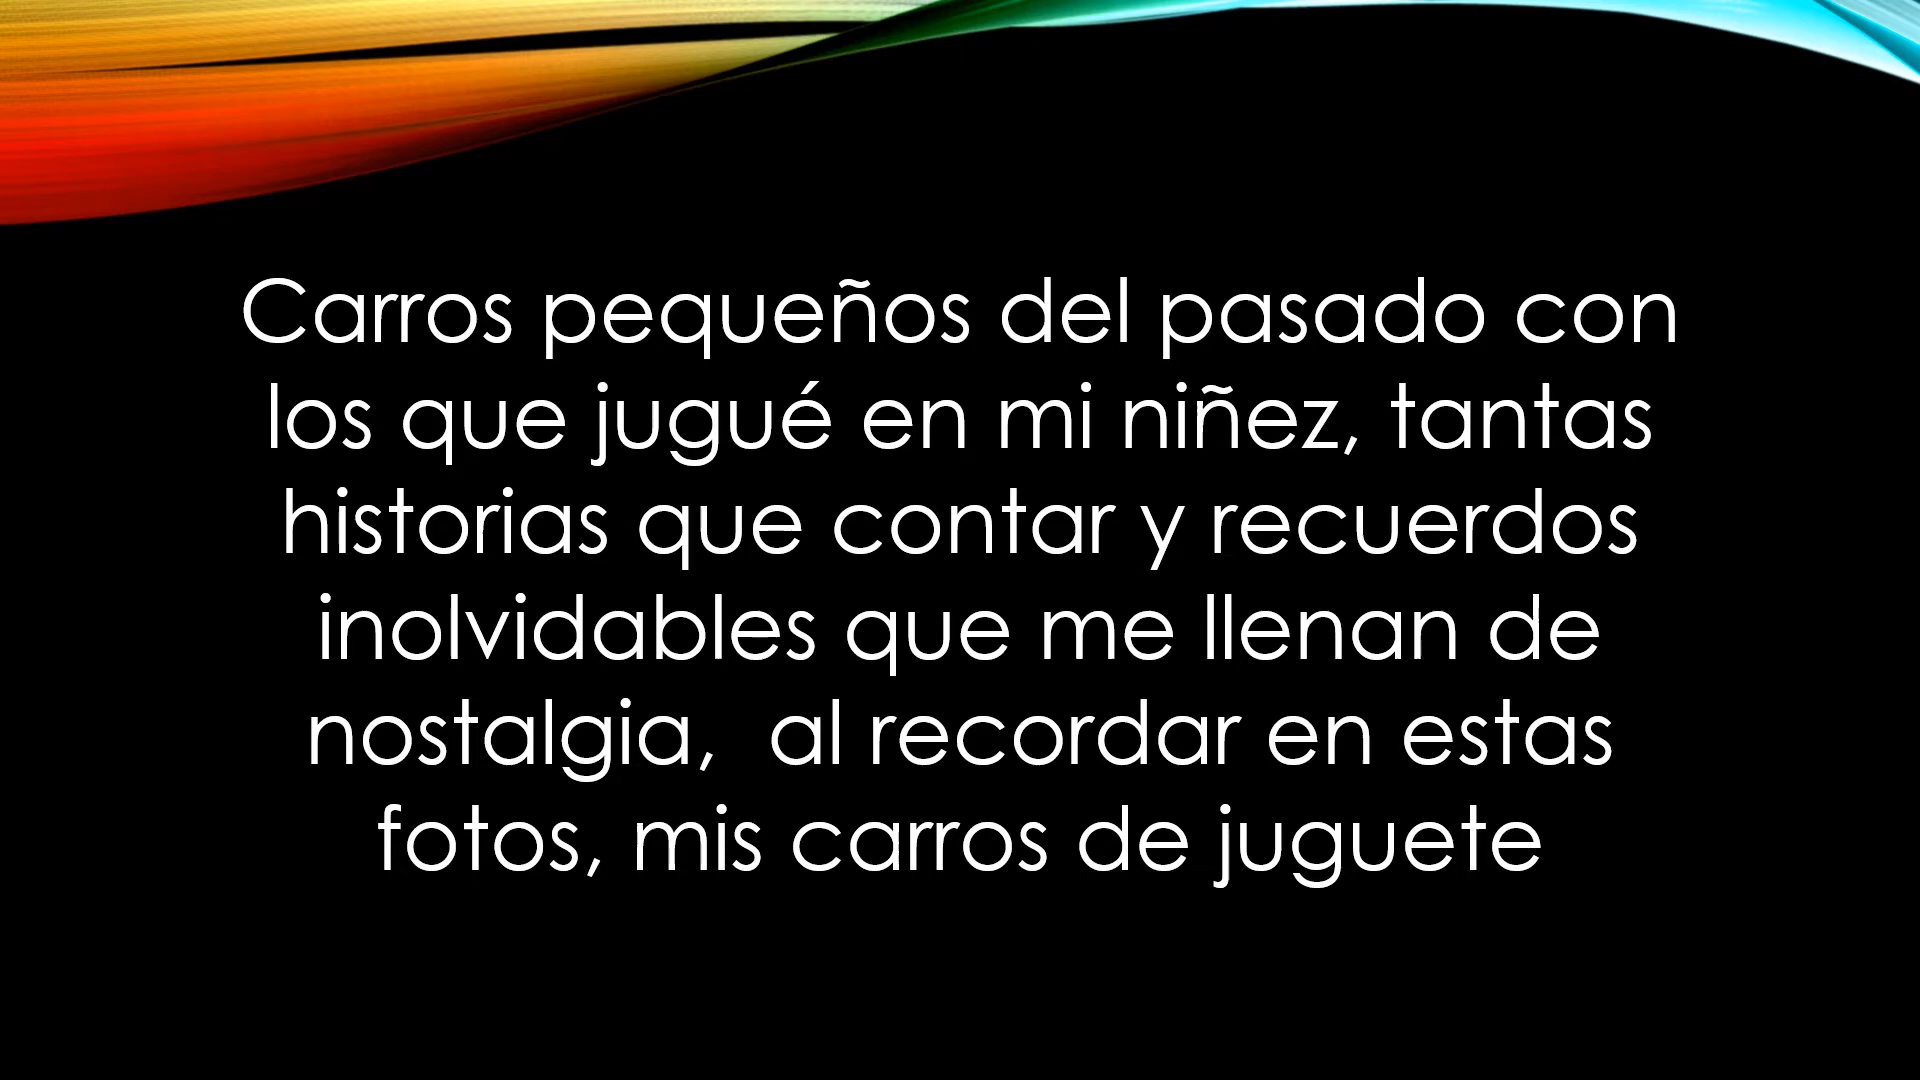 Carros pequeños del pasado con
los que jugué en mi niñez, tantas
historias que contar y recuerdos
inolvidables que me llenan de
nostalgia,  al recordar en estas
fotos, mis carros de juguete